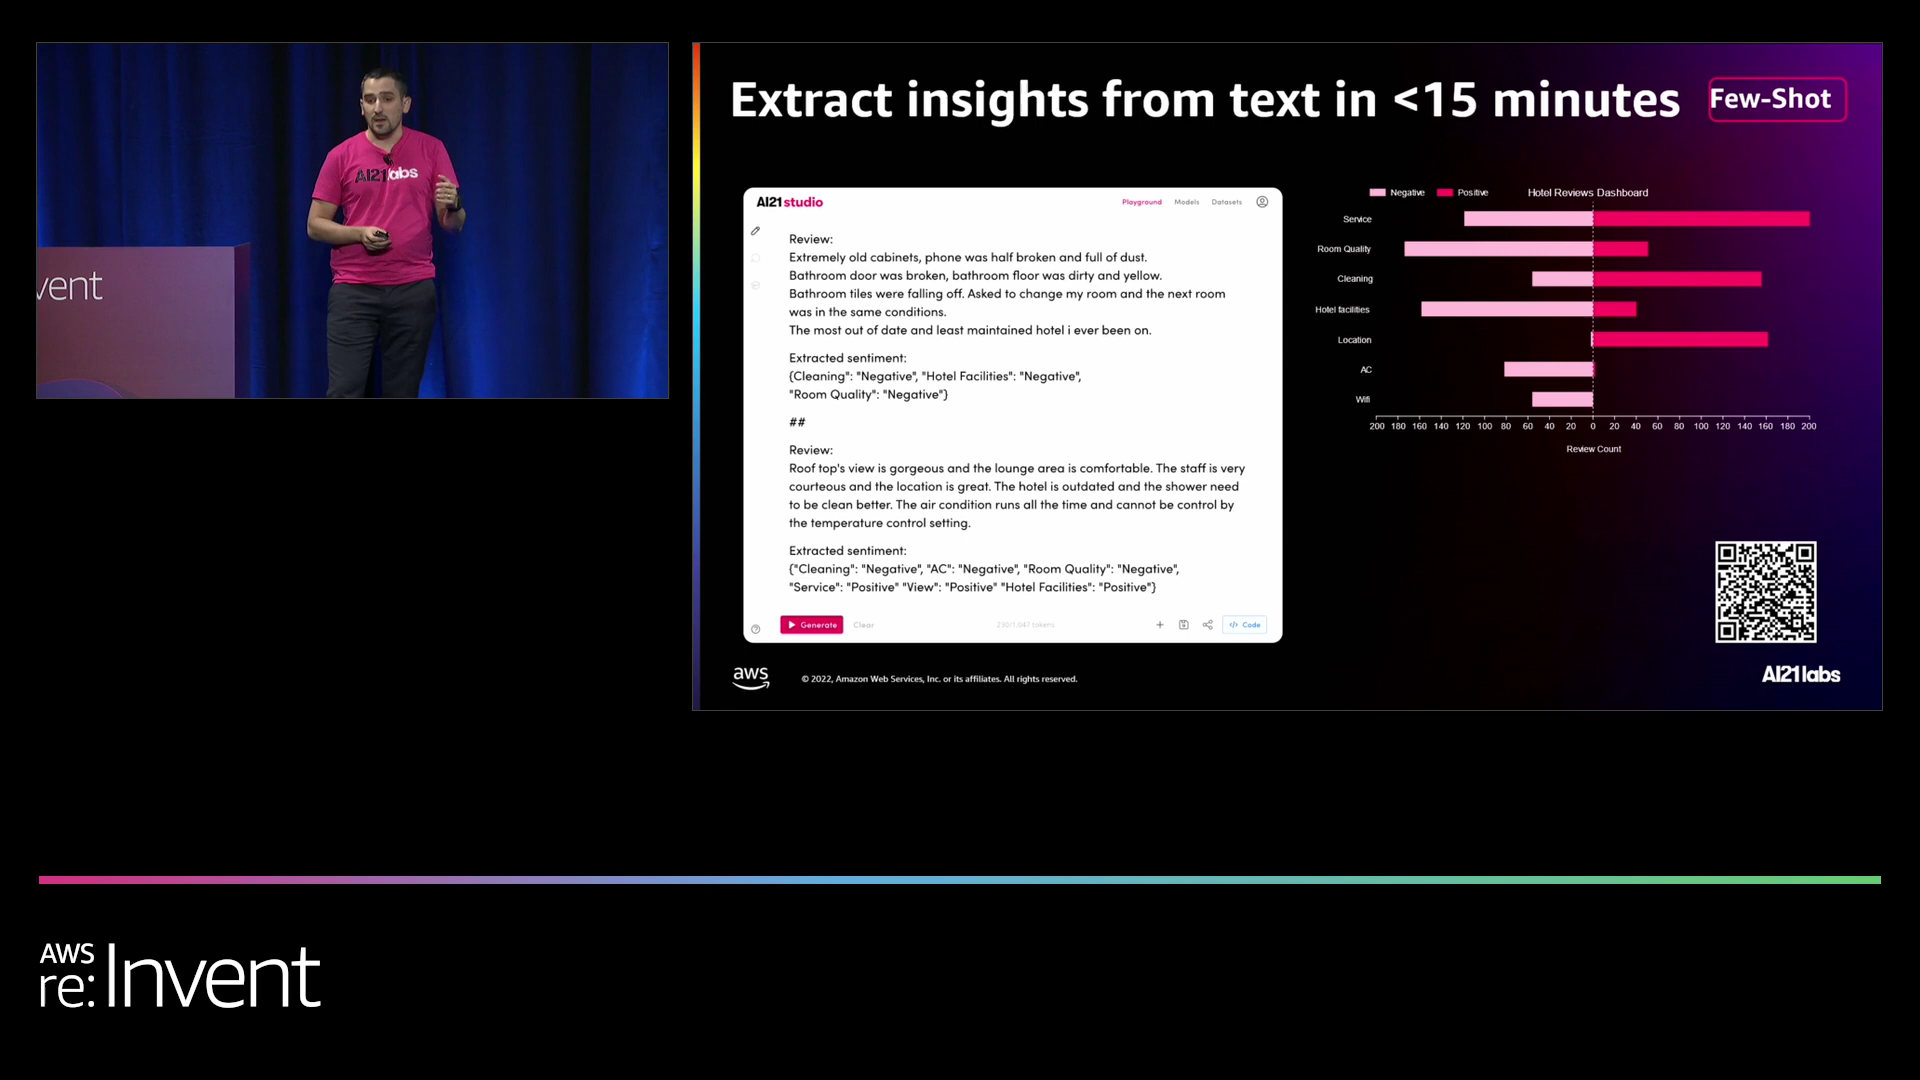 AI21labs
vent
Extract insights from text in <15 minutes
Few-Shot
AI21studio
Playground Models Datasets
Review:
Extremely old cabinets, phone was half broken and full of dust.
Bathroom door was broken, bathroom floor was dirty and yellow.
Bathroom tiles were falling off. Asked to change my room and the next room
was in the same conditions.
The most out of date and least maintained hotel i ever been on.
Extracted sentiment:
{Cleaning": "Negative", "Hotel Facilities": "Negative",
"Room Quality": "Negative"}
##
Review:
Roof top's view is gorgeous and the lounge area is comfortable. The staff is very
courteous and the location is great. The hotel is outdated and the shower need
to be clean better. The air condition runs all the time and cannot be control by
the temperature control setting.
Extracted sentiment:
{"Cleaning": "Negative", "AC": "Negative", "Room Quality": "Negative",
"Service": "Positive" "View": "Positive" "Hotel Facilities": "Positive"}
Generate Clear 230/1,047 tokens + </> Code
Negative Positive Hotel Reviews Dashboard
Service
Room Quality
Cleaning
Hotel facilities
Location
AC
Wifi
200 180 160 140 120 100 80 60 40 20 0 20 40 60 80 100 120 140 160 180 200
Review Count
aws
© 2022, Amazon Web Services, Inc. or its affiliates. All rights reserved.
AI21labs
AWS
re:Invent